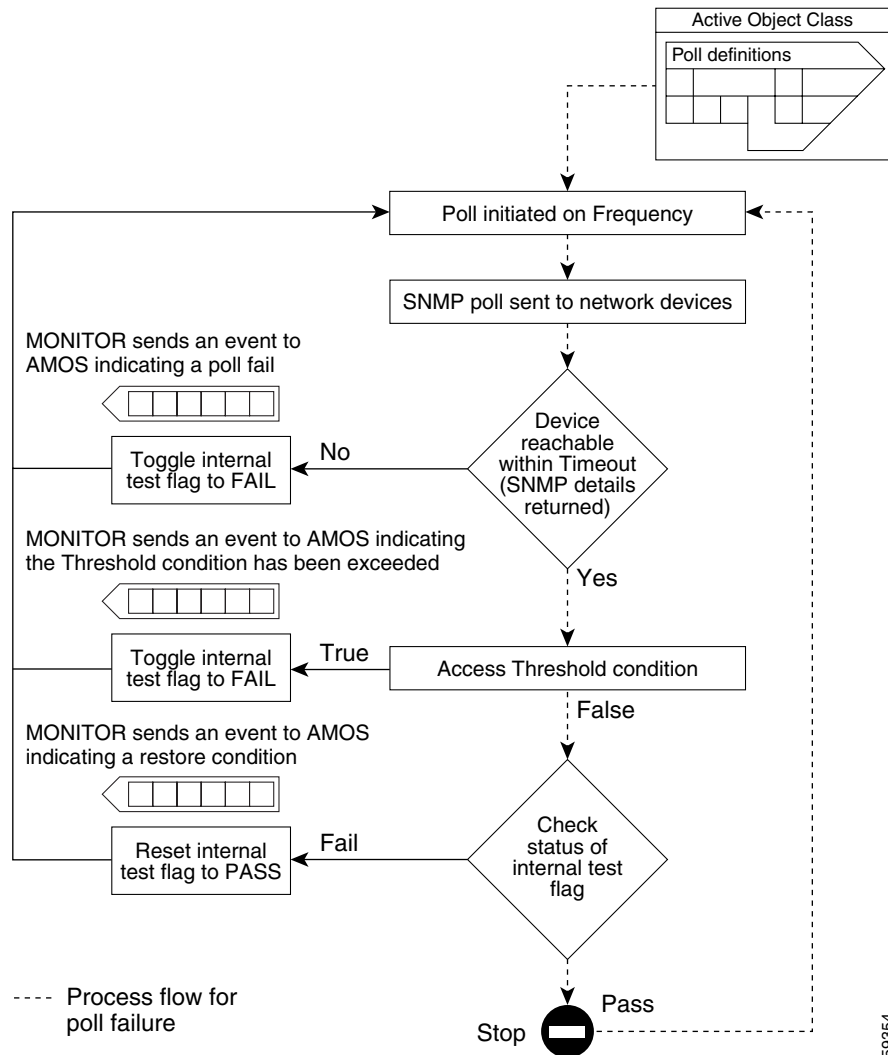 Active Object Class
Poll definitions
Poll initiated on Frequency
SNMP poll sent to network devices
MONITOR sends an event to
AMOS indicating a poll fail
Device
reachable
within Timeout
(SNMP details
returned)
No
Toggle internal
test flag to FAIL
MONITOR sends an event to AMOS indicating
the Threshold condition has been exceeded
Yes
Toggle internal
test flag to FAIL
True
Access Threshold condition
False
MONITOR sends an event to AMOS
indicating a restore condition
Check
status of
internal test
flag
Fail
Reset internal
test flag to PASS
Process flow for
poll failure
Pass
Stop
59354